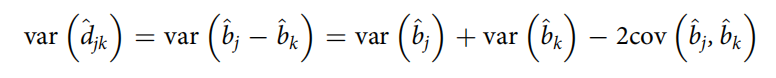 var (d̂ⱼₖ) = var (b̂ⱼ − b̂ₖ) = var (b̂ⱼ) + var (b̂ₖ) − 2cov (b̂ⱼ, b̂ₖ)